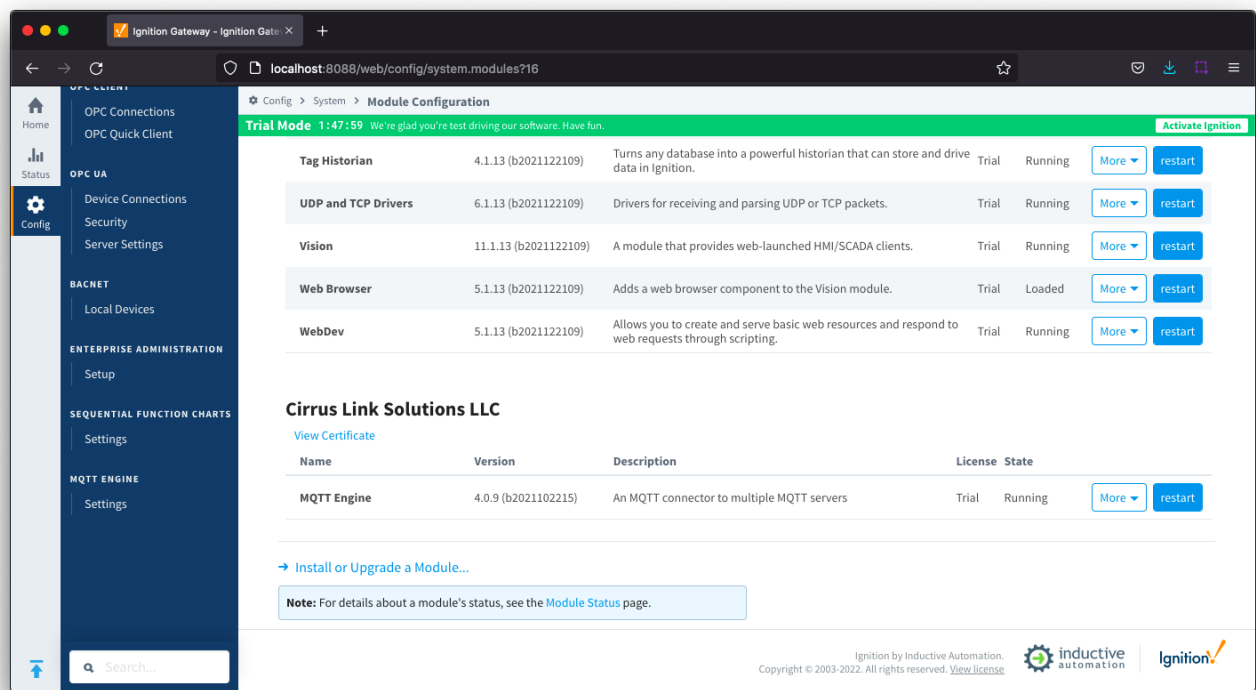 Ignition Gateway - Ignition Gate
localhost:8088/web/config/system.modules?16
Home
Status
Config
OPC CLIENT
OPC Connections
OPC Quick Client
OPC UA
Device Connections
Security
Server Settings
BACNET
Local Devices
ENTERPRISE ADMINISTRATION
Setup
SEQUENTIAL FUNCTION CHARTS
Settings
MQTT ENGINE
Settings
Search...
Config > System > Module Configuration
Trial Mode 1:47:59 We're glad you're test driving our software. Have fun. Activate Ignition
Tag Historian 4.1.13 (b2021122109) Turns any database into a powerful historian that can store and drive Trial Running More restart
data in Ignition.
UDP and TCP Drivers 6.1.13 (b2021122109) Drivers for receiving and parsing UDP or TCP packets. Trial Running More restart
Vision 11.1.13 (b2021122109) A module that provides web-launched HMI/SCADA clients. Trial Running More restart
Web Browser 5.1.13 (b2021122109) Adds a web browser component to the Vision module. Trial Loaded More restart
WebDev 5.1.13 (b2021122109) Allows you to create and serve basic web resources and respond to Trial Running More restart
web requests through scripting.
Cirrus Link Solutions LLC
View Certificate
Name Version Description License State
MQTT Engine 4.0.9 (b2021102215) An MQTT connector to multiple MQTT servers Trial Running More restart
→ Install or Upgrade a Module...
Note: For details about a module's status, see the Module Status page.
Ignition by Inductive Automation.
Copyright © 2003-2022. All rights reserved. View license
inductive
automation
Ignition